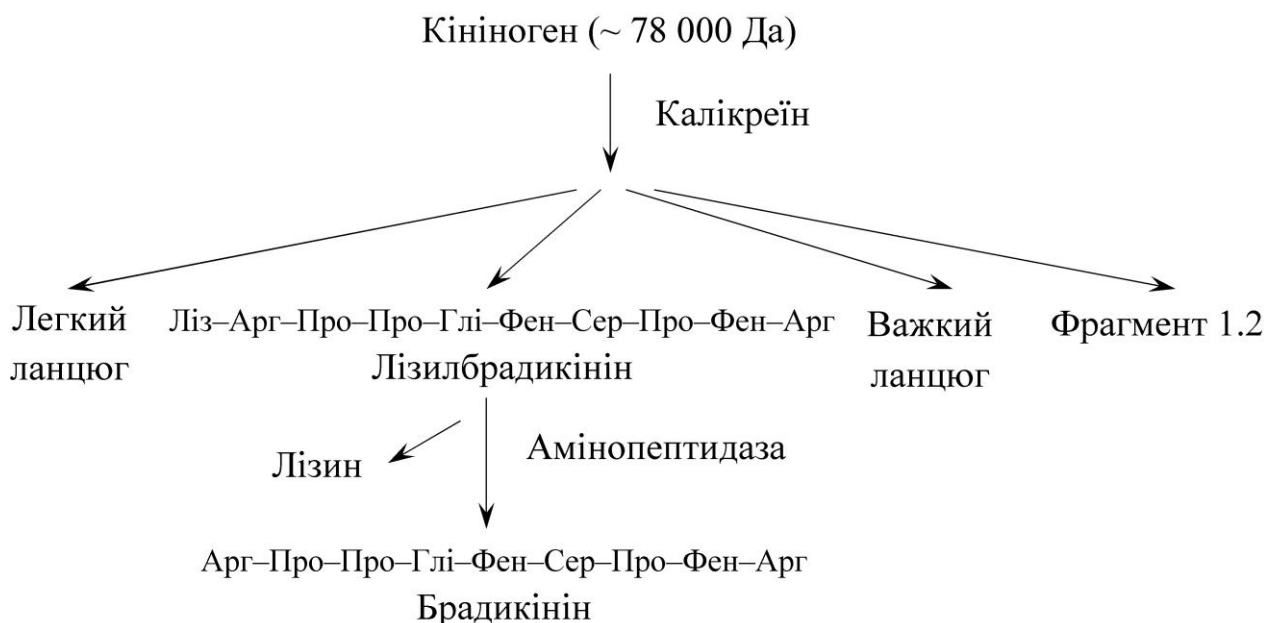 Кініноген (~ 78 000 Да)
Калікреїн
Легкий
ланцюг
Ліз–Арг–Про–Про–Глі–Фен–Сер–Про–Фен–Арг
Лізилбрадикінін
Важкий
ланцюг
Фрагмент 1.2
Лізин
Амінопептидаза
Арг–Про–Про–Глі–Фен–Сер–Про–Фен–Арг
Брадикінін